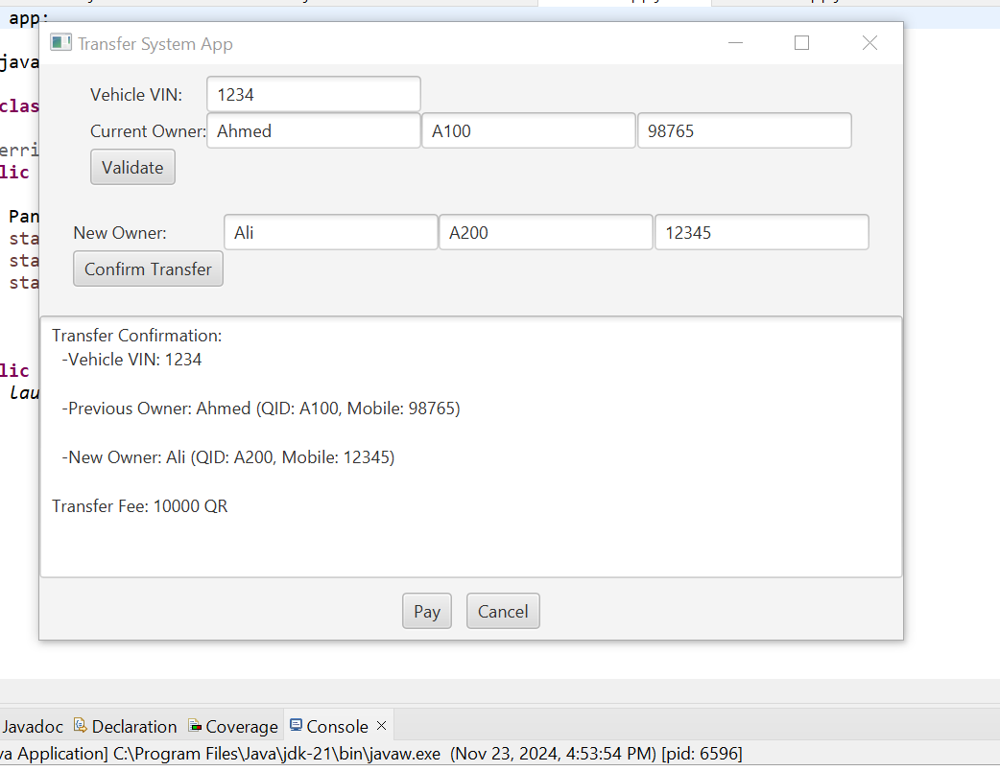 app:
Transfer System App
java
Vehicle VIN: 1234
clas
Current Owner: Ahmed A100 98765
erri
Validate
lic
Pan
New Owner: Ali A200 12345
sta
sta
Confirm Transfer
sta
Transfer Confirmation:
-Vehicle VIN: 1234
lic
lau
-Previous Owner: Ahmed (QID: A100, Mobile: 98765)
-New Owner: Ali (QID: A200, Mobile: 12345)
Transfer Fee: 10000 QR
Pay Cancel
Javadoc Declaration Coverage Console
va Application] C:\Program Files\Java\jdk-21\bin\javaw.exe (Nov 23, 2024, 4:53:54 PM) [pid: 6596]